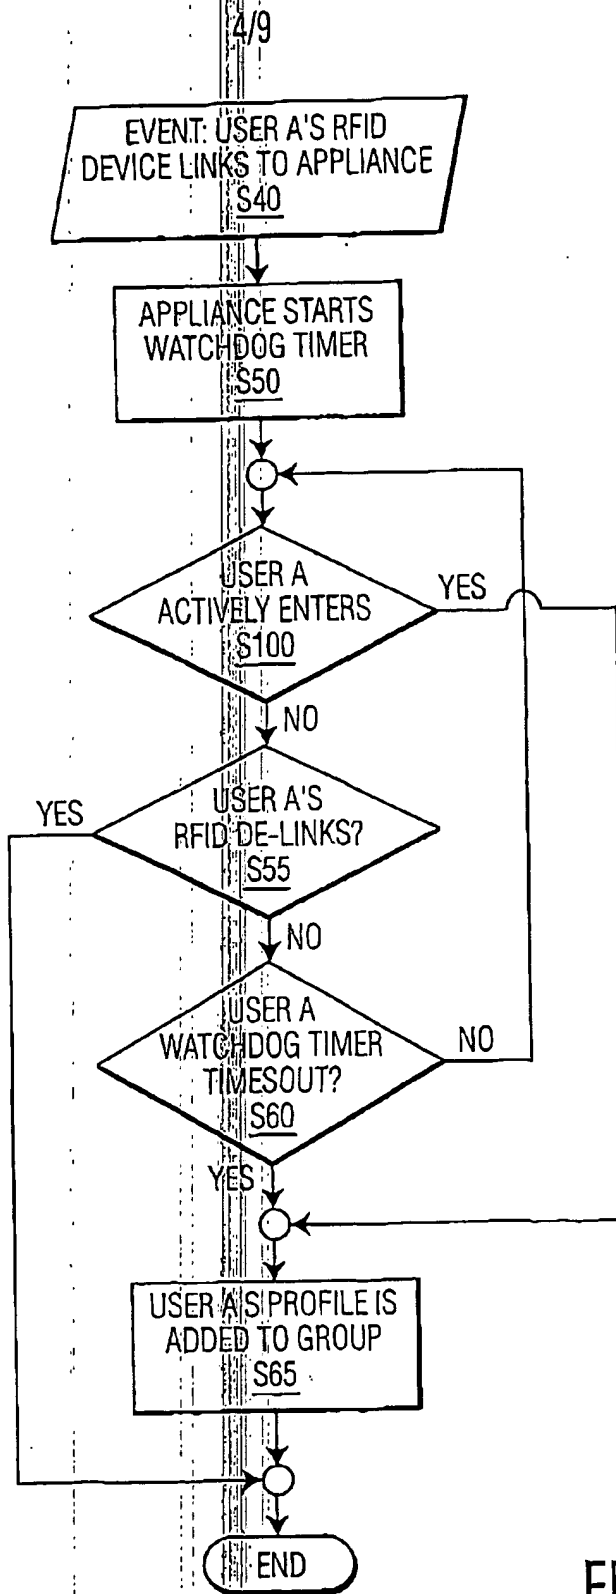 4/9
EVENT: USER A'S RFID
DEVICE LINKS TO APPLIANCE
S40
APPLIANCE STARTS
WATCHDOG TIMER
S50
USER A
ACTIVELY ENTERS
S100
YES
NO
USER A'S
RFID DE-LINKS?
S55
YES
NO
USER A
WATCHDOG TIMER
TIMESOUT?
S60
NO
YES
USER A'S PROFILE IS
ADDED TO GROUP
S65
END